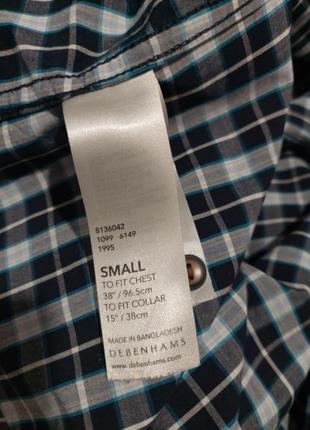 8136042
1099 6149
1995
SMALL
TO FIT CHEST
38" / 96.5cm
TO FIT COLLAR
15" / 38cm
MADE IN BANGLADESH
DEBENHAMS
www.debenhams.com